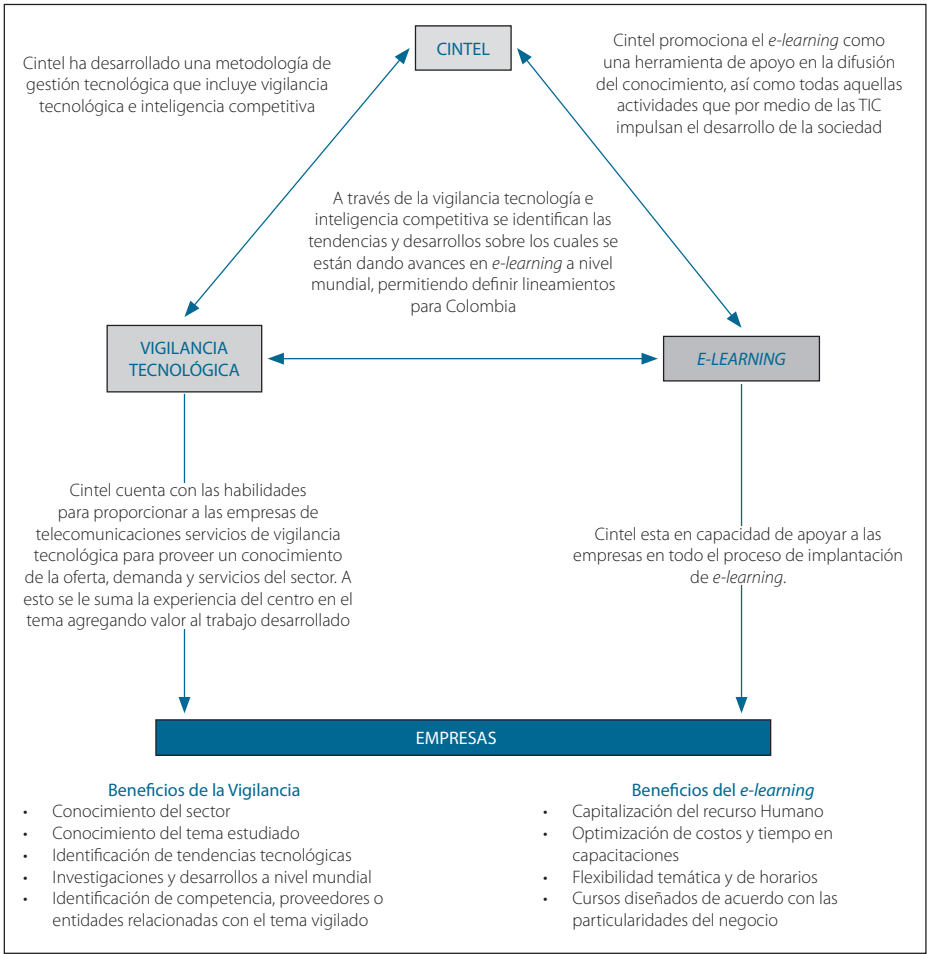 CINTEL
Cintel ha desarrollado una metodología de
gestión tecnológica que incluye vigilancia
tecnológica e inteligencia competitiva
Cintel promociona el e-learning como
una herramienta de apoyo en la difusión
del conocimiento, así como todas aquellas
actividades que por medio de las TIC
impulsan el desarrollo de la sociedad
A través de la vigilancia tecnología e
inteligencia competitiva se identifican las
tendencias y desarrollos sobre los cuales se
están dando avances en e-learning a nivel
mundial, permitiendo definir lineamientos
para Colombia
VIGILANCIA
TECNOLÓGICA
E-LEARNING
Cintel cuenta con las habilidades
para proporcionar a las empresas de
telecomunicaciones servicios de vigilancia
tecnológica para proveer un conocimiento
de la oferta, demanda y servicios del sector. A
esto se le suma la experiencia del centro en el
tema agregando valor al trabajo desarrollado
Cintel esta en capacidad de apoyar a las
empresas en todo el proceso de implantación
de e-learning.
EMPRESAS
Beneficios de la Vigilancia
• Conocimiento del sector
• Conocimiento del tema estudiado
• Identificación de tendencias tecnológicas
• Investigaciones y desarrollos a nivel mundial
• Identificación de competencia, proveedores o
entidades relacionadas con el tema vigilado
Beneficios del e-learning
• Capitalización del recurso Humano
• Optimización de costos y tiempo en
capacitaciones
• Flexibilidad temática y de horarios
• Cursos diseñados de acuerdo con las
particularidades del negocio